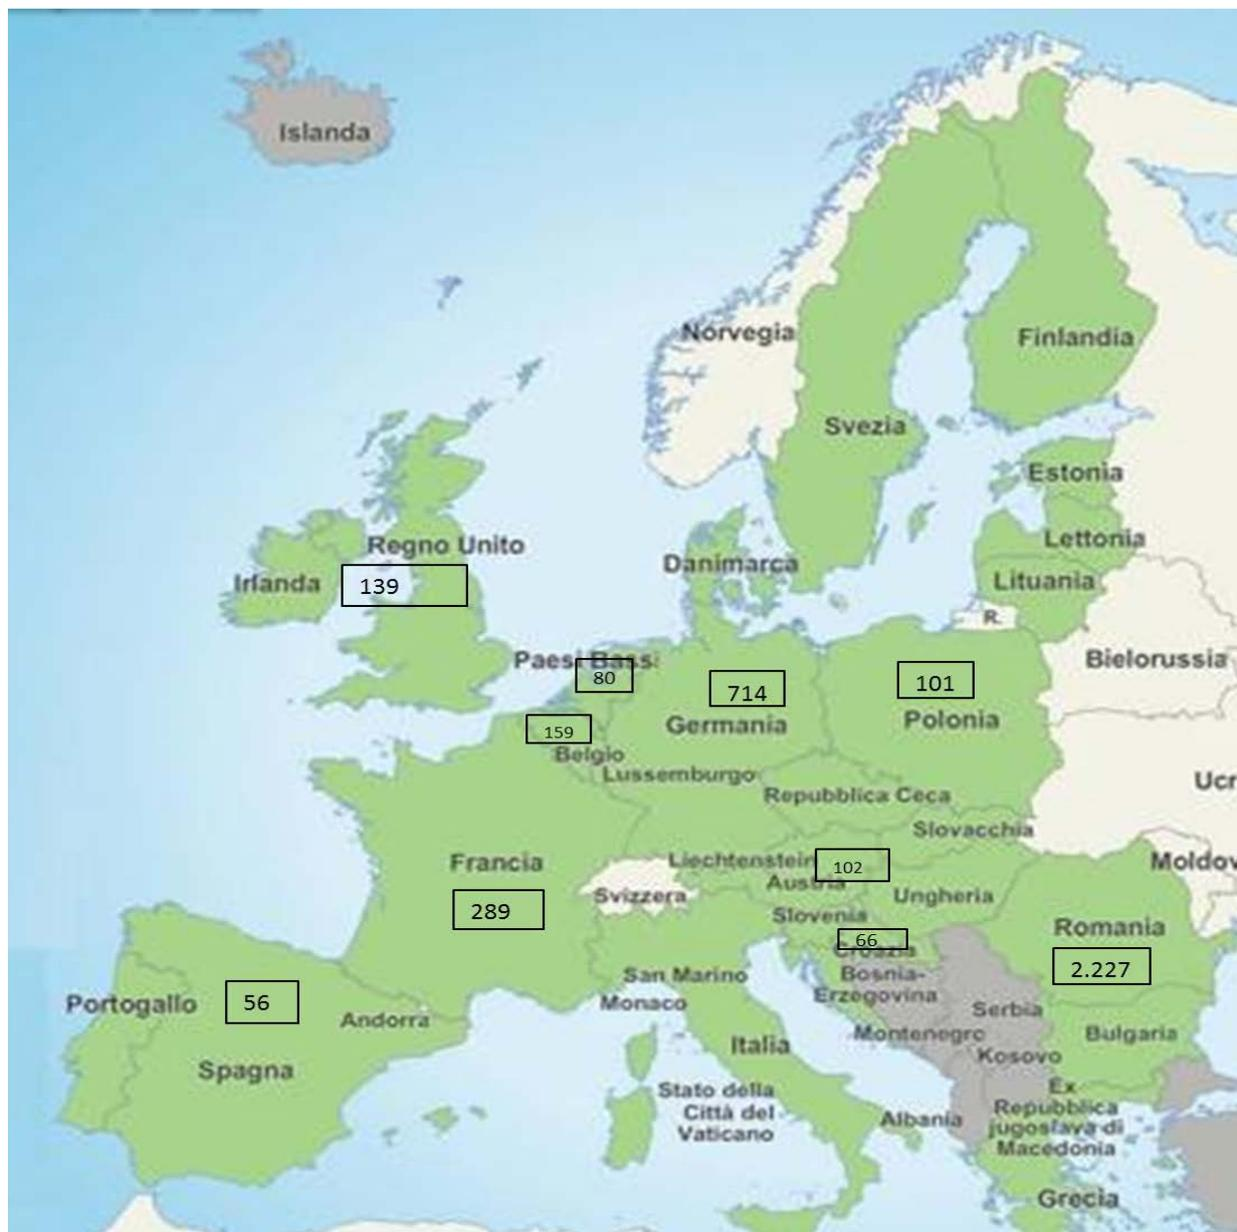 Islanda
Norvegia
Finlandia
Svezia
Estonia
Regno Unito
Lettonia
Danimarca
Irlanda
139
Lituania
R.
Paesi Bassi
80
714
101
Bielorussia
Germania
Polonia
159
Belgio
Lussemburgo
Repubblica Ceca
Ucr
Slovacchia
Francia
Liechtenstein
102
Moldov
Austria
Svizzera
Ungheria
289
Slovenia
Romania
66
Croazia
2.227
San Marino
Bosnia-
Erzegovina
Portogallo
56
Monaco
Andorra
Serbia
Montenegro
Bulgaria
Italia
Kosovo
Spagna
Stato della
Città del
Vaticano
Ex
Repubblica
jugoslava di
Macedonia
Albania
Grecia